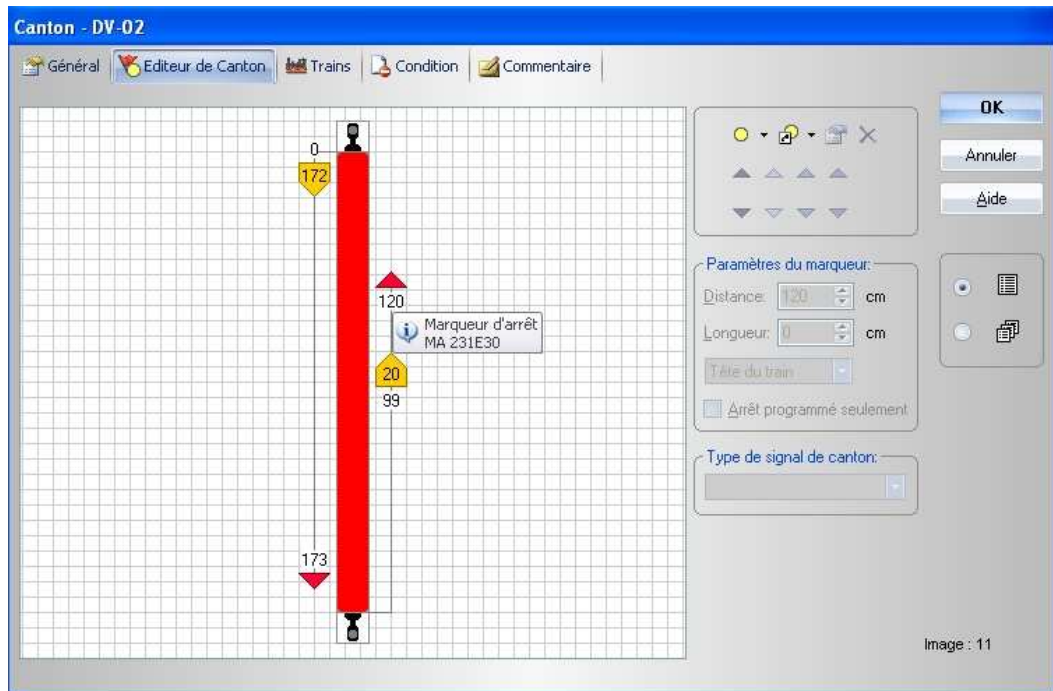 Canton - DV-02
Général Editeur de Canton Trains Condition Commentaire
OK
Annuler
Aide
0
172
120
Marqueur d'arrêt
MA 231E30
20
99
173
Paramètres du marqueur:
Distance: 120 cm
Longueur: 0 cm
Tête du train
Arrêt programmé seulement
Type de signal de canton:
Image : 11